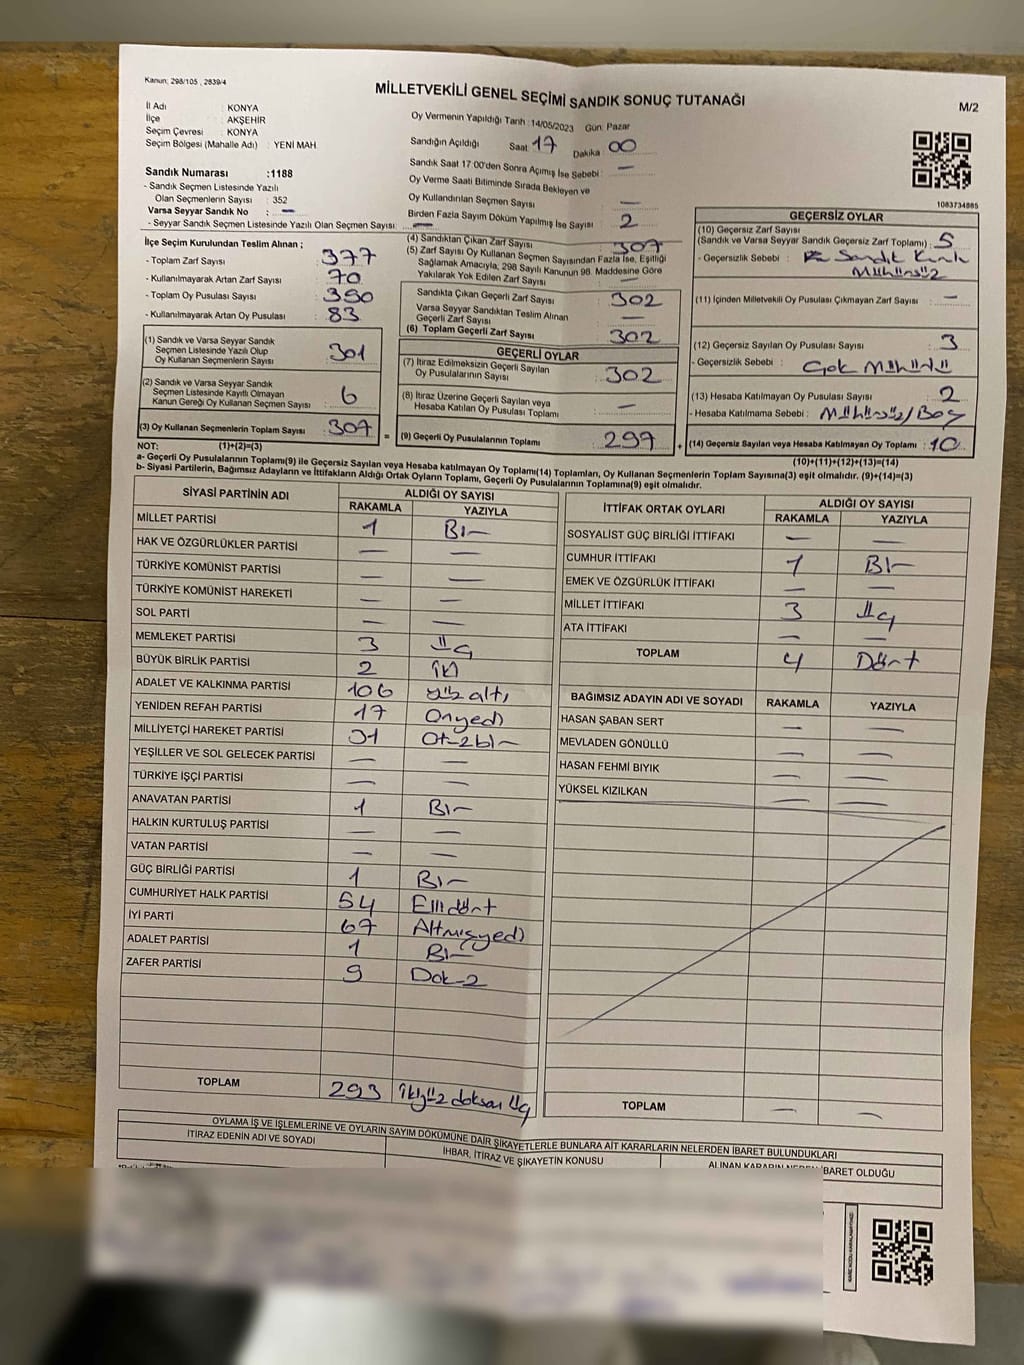 Kanun; 298/105 , 2839/4
MİLLETVEKİLİ GENEL SEÇİMİ SANDIK SONUÇ TUTANAĞI
M/2
İl Adı : KONYA
İlçe : AKŞEHİR
Seçim Çevresi : KONYA
Seçim Bölgesi (Mahalle Adı) : YENİ MAH.
Sandık Numarası :1188
- Sandık Seçmen Listesinde Yazılı
Olan Seçmenlerin Sayısı : 352
Varsa Seyyar Sandık No : —
- Seyyar Sandık Seçmen Listesinde Yazılı Olan Seçmen Sayısı: —
Oy Vermenin Yapıldığı Tarih :14/05/2023 Gün: Pazar
Sandığın Açıldığı Saat 17 Dakika 00
Sandık Saat 17:00'den Sonra Açımış İse Sebebi : —
Oy Verme Saati Bitiminde Sırada Bekleyen ve
Oy Kullandırılan Seçmen Sayısı : —
Birden Fazla Sayım Döküm Yapılmış İse Sayısı : 2
1083734885
İlçe Seçim Kurulundan Teslim Alınan ;
- Toplam Zarf Sayısı : 377
- Kullanılmayarak Artan Zarf Sayısı : 70
- Toplam Oy Pusulası Sayısı : 390
- Kullanılmayarak Artan Oy Pusulası : 83
(1) Sandık ve Varsa Seyyar Sandık
Seçmen Listesinde Yazılı Olup
Oy Kullanan Seçmenlerin Sayısı : 301
(2) Sandık ve Varsa Seyyar Sandık
Seçmen Listesinde Kayıtlı Olmayan
Kanun Gereği Oy Kullanan Seçmen Sayısı : 6
(3) Oy Kullanan Seçmenlerin Toplam Sayısı : 307
(4) Sandıktan Çıkan Zarf Sayısı : 307
(5) Zarf Sayısı Oy Kullanan Seçmen Sayısından Fazla İse, Eşitliği
Sağlamak Amacıyla; 298 Sayılı Kanunun 98. Maddesine Göre
Yakılarak Yok Edilen Zarf Sayısı : —
Sandıkta Çıkan Geçerli Zarf Sayısı : 302
Varsa Seyyar Sandıktan Teslim Alınan
Geçerli Zarf Sayısı : —
(6) Toplam Geçerli Zarf Sayısı : 302
GEÇERLİ OYLAR
(7) İtiraz Edilmeksizin Geçerli Sayılan
Oy Pusulalarının Sayısı : 302
(8) İtiraz Üzerine Geçerli Sayılan veya
Hesaba Katılan Oy Pusulası Toplamı : —
= (9) Geçerli Oy Pusulalarının Toplamı : 297
GEÇERSİZ OYLAR
(10) Geçersiz Zarf Sayısı
(Sandık ve Varsa Seyyar Sandık Geçersiz Zarf Toplamı) : 5
- Geçersizlik Sebebi : Sandık Kurulu
Mühürsüz
(11) İçinden Milletvekili Oy Pusulası Çıkmayan Zarf Sayısı : —
(12) Geçersiz Sayılan Oy Pusulası Sayısı : 3
- Geçersizlik Sebebi : Çok Mühürlü
(13) Hesaba Katılmayan Oy Pusulası Sayısı : 2
- Hesaba Katılmama Sebebi : Mühürsüz/Boş
+ (14) Geçersiz Sayılan veya Hesaba Katılmayan Oy Toplamı : 10
NOT: (1)+(2)=(3)
(10)+(11)+(12)+(13)=(14)
a- Geçerli Oy Pusulalarının Toplamı(9) ile Geçersiz Sayılan veya Hesaba katılmayan Oy Toplamı(14) Toplamları, Oy Kullanan Seçmenlerin Toplam Sayısına(3) eşit olmalıdır. (9)+(14)=(3)
b- Siyasi Partilerin, Bağımsız Adayların ve İttifakların Aldığı Ortak Oyların Toplamı, Geçerli Oy Pusulalarının Toplamına(9) eşit olmalıdır.
SİYASİ PARTİNİN ADI ALDIĞI OY SAYISI
RAKAMLA YAZIYLA
MİLLET PARTİSİ 1 Bir
HAK VE ÖZGÜRLÜKLER PARTİSİ — —
TÜRKİYE KOMÜNİST PARTİSİ — —
TÜRKİYE KOMÜNİST HAREKETİ — —
SOL PARTİ — —
MEMLEKET PARTİSİ 3 üç
BÜYÜK BİRLİK PARTİSİ 2 iki
ADALET VE KALKINMA PARTİSİ 106 yüz altı
YENİDEN REFAH PARTİSİ 17 Onyedi
MİLLİYETÇİ HAREKET PARTİSİ 31 Otuzbir
YEŞİLLER VE SOL GELECEK PARTİSİ — —
TÜRKİYE İŞÇİ PARTİSİ — —
ANAVATAN PARTİSİ 1 Bir
HALKIN KURTULUŞ PARTİSİ — —
VATAN PARTİSİ — —
GÜÇ BİRLİĞİ PARTİSİ 1 Bir
CUMHURİYET HALK PARTİSİ 54 Ellidört
İYİ PARTİ 67 Altmışyedi
ADALET PARTİSİ 1 Bir
ZAFER PARTİSİ 9 Dokuz
TOPLAM 293 ikiyüz doksan üç
İTTİFAK ORTAK OYLARI ALDIĞI OY SAYISI
RAKAMLA YAZIYLA
SOSYALİST GÜÇ BİRLİĞİ İTTİFAKI — —
CUMHUR İTTİFAKI 1 Bir
EMEK VE ÖZGÜRLÜK İTTİFAKI — —
MİLLET İTTİFAKI 3 üç
ATA İTTİFAKI — —
TOPLAM 4 Dört
BAĞIMSIZ ADAYIN ADI VE SOYADI RAKAMLA YAZIYLA
HASAN ŞABAN SERT — —
MEVLADEN GÖNÜLLÜ — —
HASAN FEHMİ BIYIK — —
YÜKSEL KIZILKAN — —
TOPLAM — —
OYLAMA İŞ VE İŞLEMLERİNE VE OYLARIN SAYIM DÖKÜMÜNE DAİR ŞİKAYETLERLE BUNLARA AİT KARARLARIN NELERDEN İBARET BULUNDUKLARI
İTİRAZ EDENİN ADI VE SOYADI
İHBAR, İTİRAZ VE ŞİKAYETİN KONUSU
ALINAN KARARIN NEDEN İBARET OLDUĞU